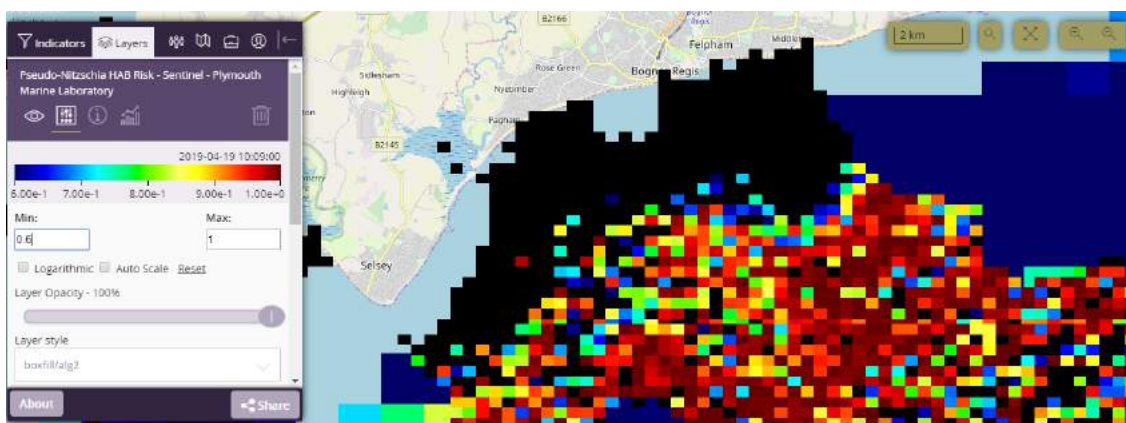 Indicators Layers
Pseudo-Nitzschia HAB Risk - Sentinel - Plymouth
Marine Laboratory
2019-04-19 10:09:00
6.00e-1 7.00e-1 8.00e-1 9.00e-1 1.00e+0
Min: Max:
0.6 1
Logarithmic Auto Scale Reset
Layer Opacity - 100%
Layer style
boxfill/alg2
About Share
B2166
Felpham
Rose Green
Bognor Regis
Sidlesham
Highleigh
Nyetimber
Pagham
B2145
Selsey
2 km